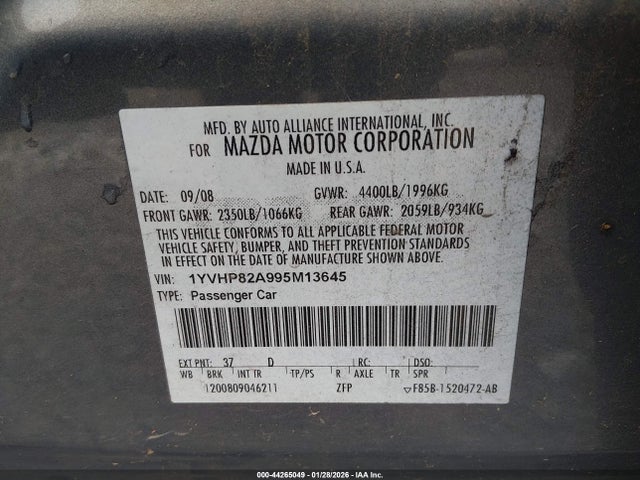 MFD. BY AUTO ALLIANCE INTERNATIONAL, INC.
FOR MAZDA MOTOR CORPORATION
MADE IN U.S.A.
DATE: 09/08 GVWR: 4400LB/1996KG
FRONT GAWR: 2350LB/1066KG REAR GAWR: 2059LB/934KG
THIS VEHICLE CONFORMS TO ALL APPLICABLE FEDERAL MOTOR
VEHICLE SAFETY, BUMPER, AND THEFT PREVENTION STANDARDS
IN EFFECT ON THE DATE OF MANUFACTURE SHOWN ABOVE.
VIN: 1YVHP82A995M13645
TYPE: Passenger Car
EXT PNT: 37 D RC: DSO:
WB BRK INT TR TP/PS R AXLE TR SPR
1200809046211 ZFP ▽F85B-1520472-AB
000-44265049 - 01/28/2026 - IAA Inc.